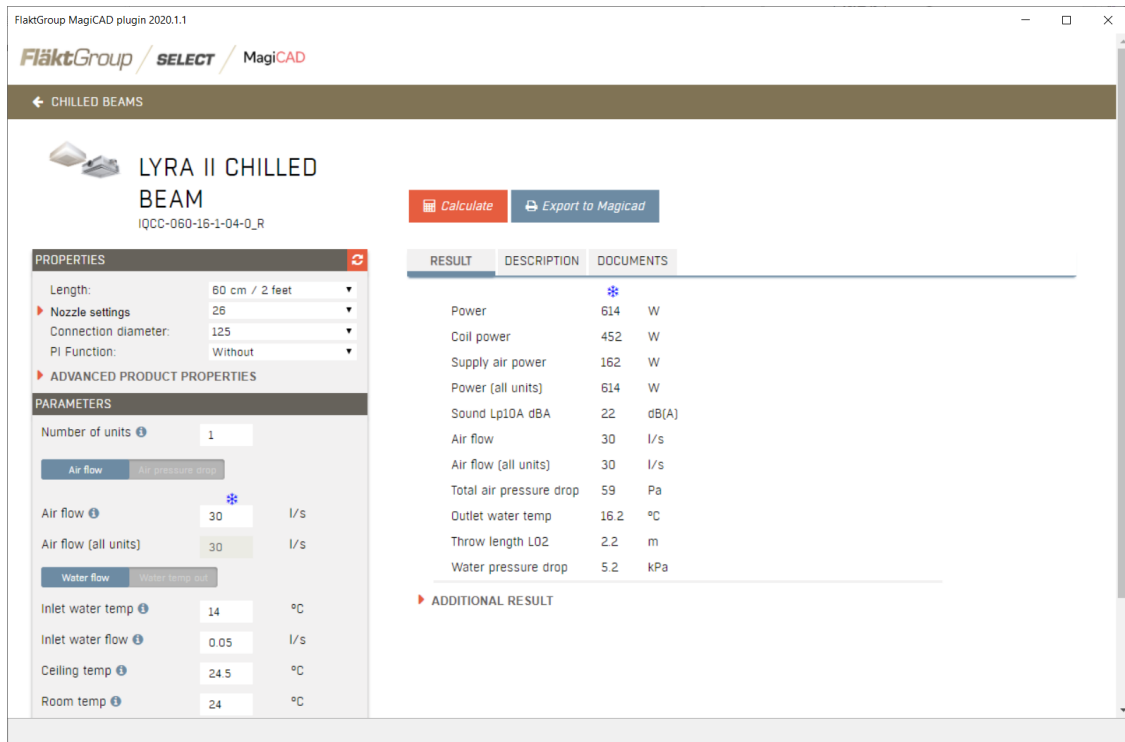 FlaktGroup MagiCAD plugin 2020.1.1
FläktGroup / SELECT / MagiCAD
CHILLED BEAMS
LYRA II CHILLED
BEAM
IQCC-060-16-1-04-0_R
Calculate
Export to Magicad
PROPERTIES
Length: 60 cm / 2 feet
Nozzle settings 26
Connection diameter: 125
PI Function: Without
ADVANCED PRODUCT PROPERTIES
PARAMETERS
Number of units 1
Air flow Air pressure drop
Air flow 30 l/s
Air flow (all units) 30 l/s
Water flow Water temp out
Inlet water temp 14 ºC
Inlet water flow 0.05 l/s
Ceiling temp 24.5 ºC
Room temp 24 ºC
RESULT DESCRIPTION DOCUMENTS
Power 614 W
Coil power 452 W
Supply air power 162 W
Power (all units) 614 W
Sound Lp10A dBA 22 dB(A)
Air flow 30 l/s
Air flow (all units) 30 l/s
Total air pressure drop 59 Pa
Outlet water temp 16.2 ºC
Throw length L02 2.2 m
Water pressure drop 5.2 kPa
ADDITIONAL RESULT